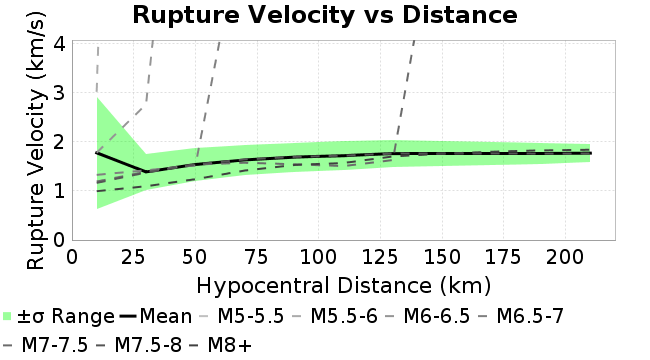 Rupture Velocity vs Distance
Rupture Velocity (km/s)
4
3
2
1
0
0 25 50 75 100 125 150 175 200
Hypocentral Distance (km)
±σ Range Mean M5-5.5 M5.5-6 M6-6.5 M6.5-7
M7-7.5 M7.5-8 M8+